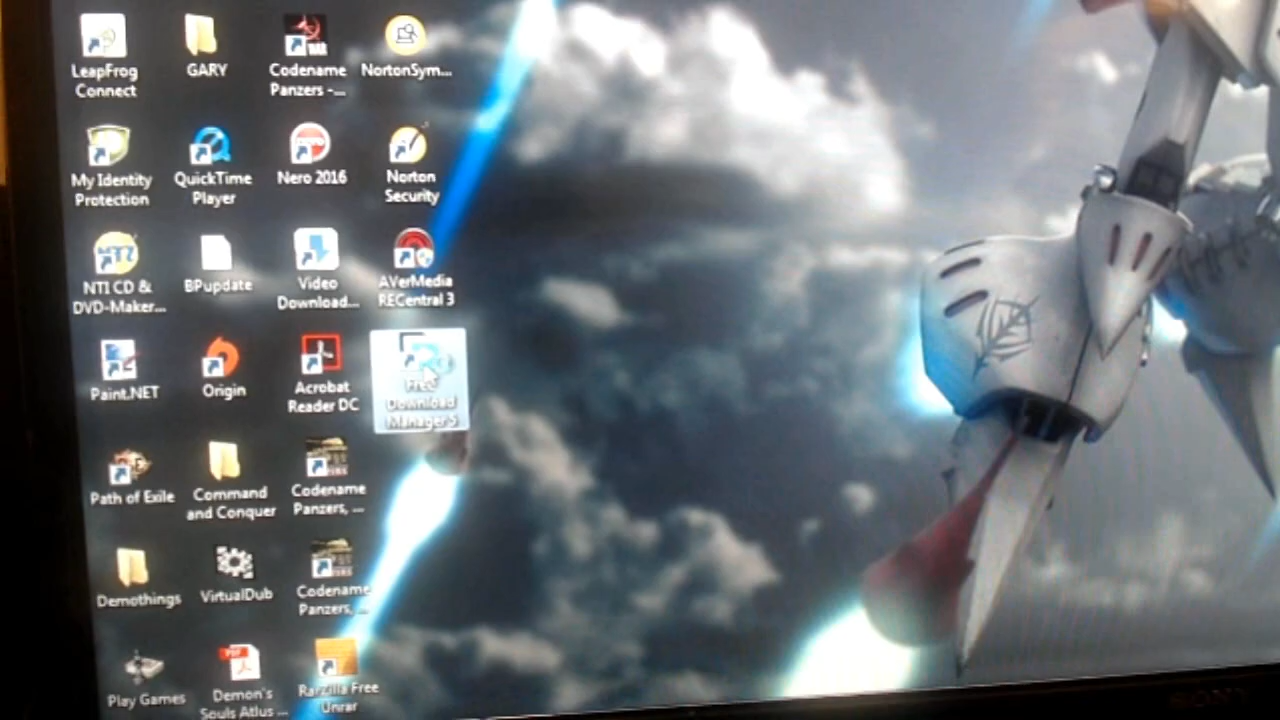 LeapFrog
Connect
GARY
Codename
Panzers -...
NortonSym...
My Identity
Protection
QuickTime
Player
Nero 2016
Norton
Security
NTI CD &
DVD-Maker...
BPupdate
Video
Download...
AVerMedia
RECentral 3
Paint.NET
Origin
Acrobat
Reader DC
Free
Download
Manager 5
Path of Exile
Command
and Conquer
Codename
Panzers, ...
Demothings
VirtualDub
Codename
Panzers, ...
Play Games
PDF
Demon's
Souls Atlus ...
RarZilla Free
Unrar
SONY